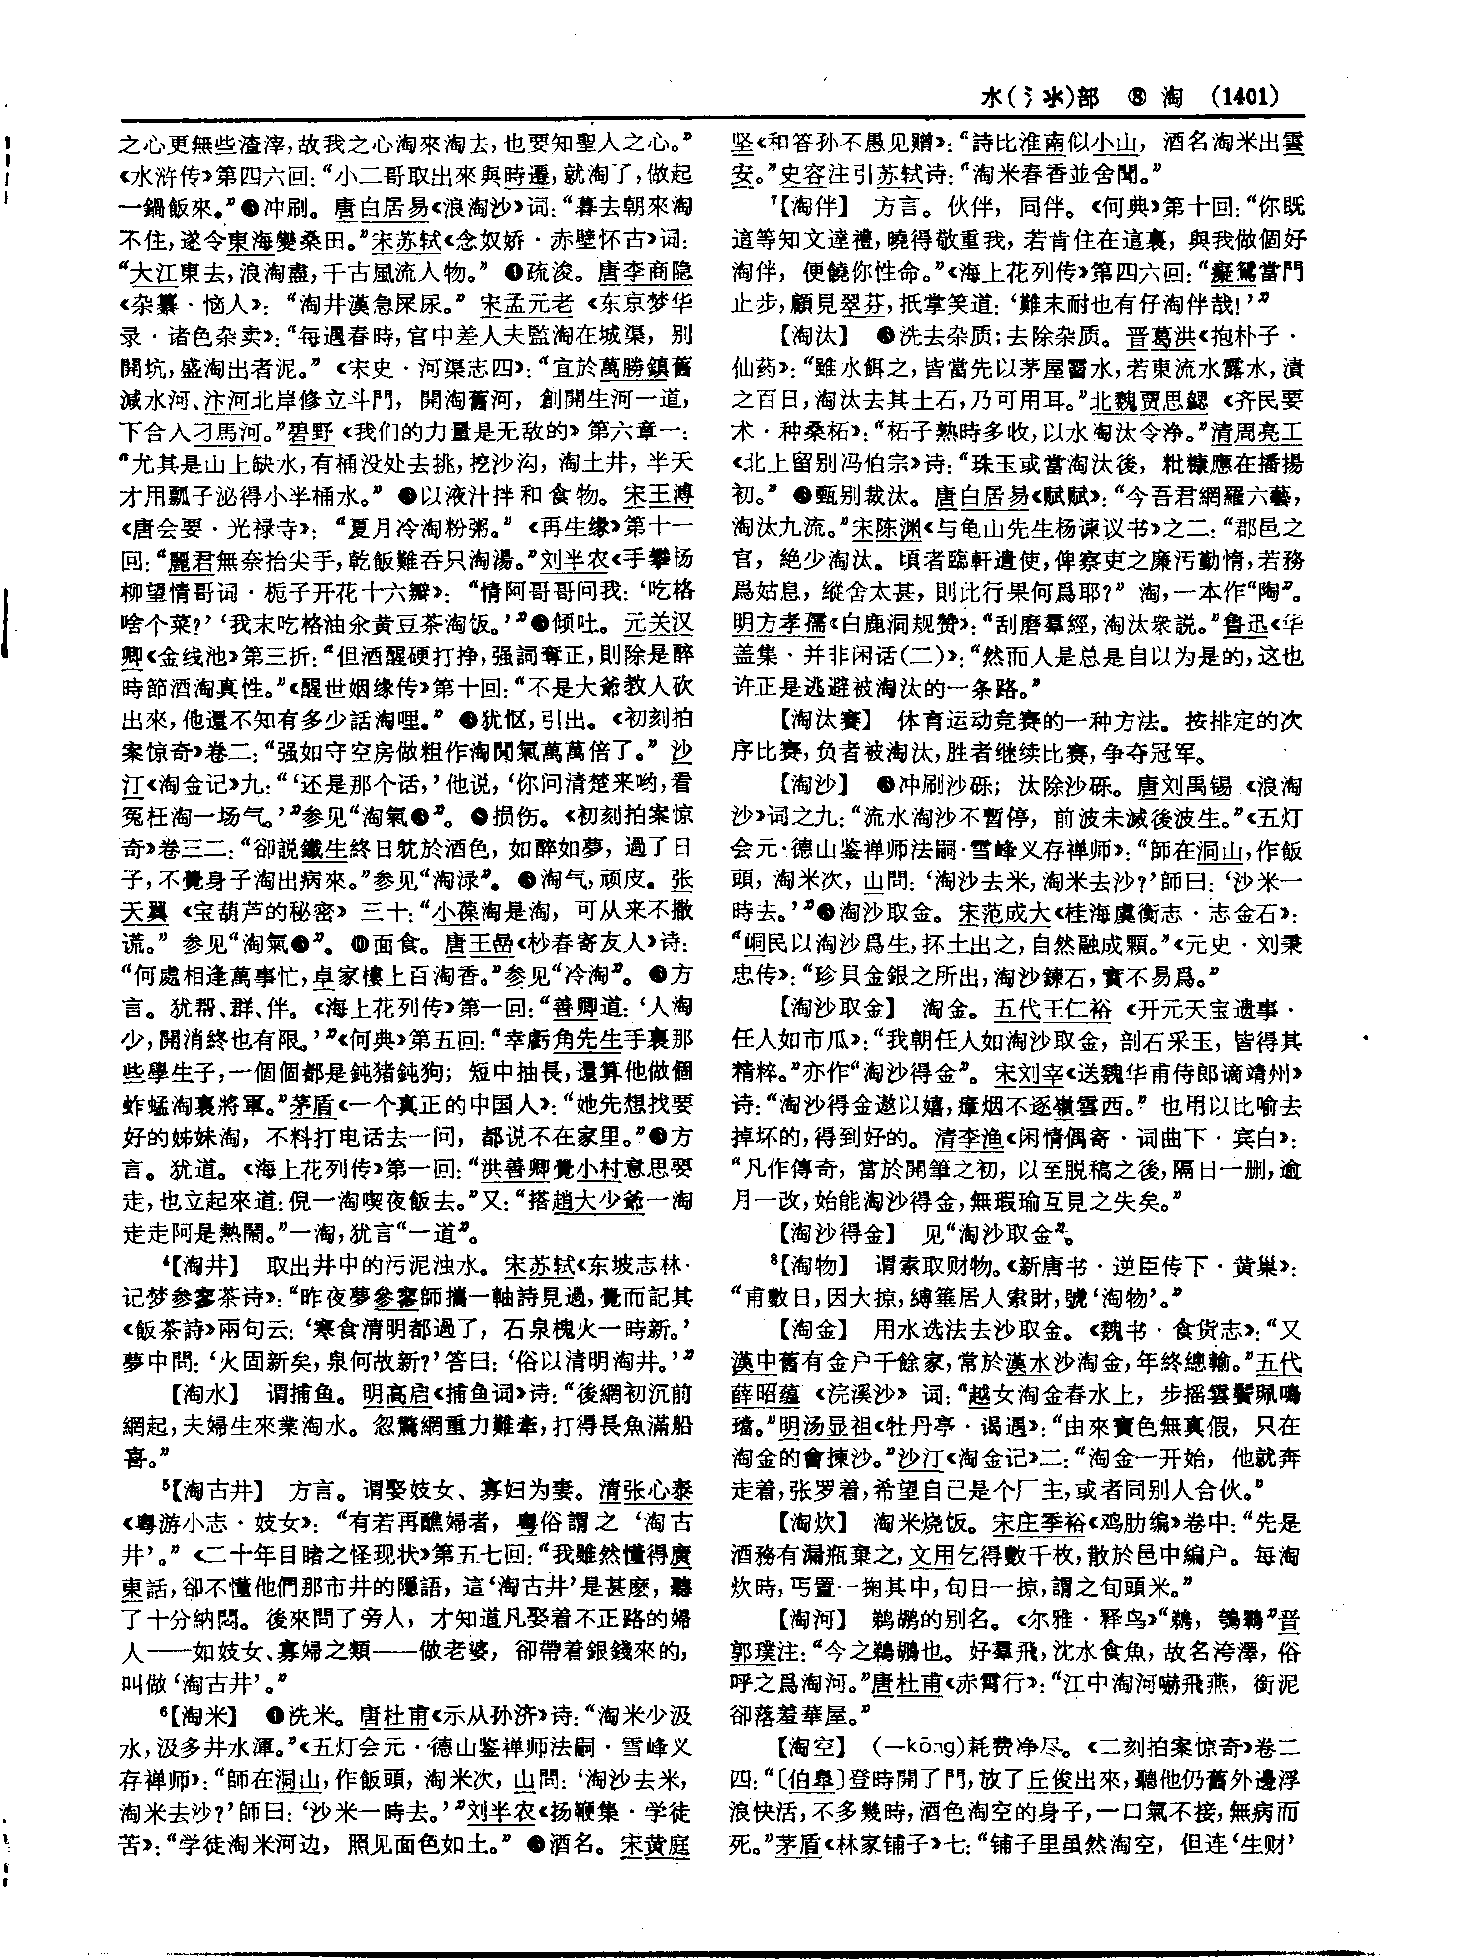 水(氵氺)部 ⑧ 淘 (1401)
之心更無些渣滓,故我之心淘來淘去,也要知聖人之心。”
《水浒传》第四六回:“小二哥取出來與時遷,就淘了,做起
一鍋飯來。”❸冲刷。唐白居易《浪淘沙》词:“暮去朝來淘
不住,遂令東海變桑田。”宋苏轼《念奴娇·赤壁怀古》词:
“大江東去,浪淘盡,千古風流人物。” ❹疏浚。唐李商隐
《杂纂·恼人》:“淘井漢急屎尿。” 宋孟元老《东京梦华
录·诸色杂卖》:“每遇春時,官中差人夫監淘在城渠,别
開坑,盛淘出者泥。”《宋史·河渠志四》:“宜於萬勝鎮舊
減水河、汴河北岸修立斗門,開淘舊河,創開生河一道,
下合入刁馬河。”碧野《我们的力量是无敌的》第六章一:
“尤其是山上缺水,有桶没处去挑,挖沙沟,淘土井,半天
才用瓢子泌得小半桶水。” ❺以液汁拌和食物。宋王溥
《唐会要·光禄寺》:“夏月冷淘粉粥。”《再生缘》第十一
回:“麗君無奈抬尖手,乾飯難吞只淘湯。”刘半农《手攀杨
柳望情哥词·栀子开花十六瓣》:“情阿哥哥问我:‘吃格
啥个菜?’‘我末吃格油汆黄豆茶淘饭。’”❻倾吐。元关汉
卿《金线池》第三折:“但酒醒硬打挣,强詞奪正,則除是醉
時節酒淘真性。”《醒世姻缘传》第十回:“不是大爺教人砍
出來,他還不知有多少話淘哩。” ❼犹怄,引出。《初刻拍
案惊奇》卷二:“强如守空房做粗作淘閒氣萬萬倍了。” 沙
汀《淘金记》九:“‘还是那个话,’他说,‘你问清楚来哟,看
冤枉淘一场气。’”参见“淘氣❶”。 ❽损伤。《初刻拍案惊
奇》卷三二:“卻説鐵生終日躭於酒色,如醉如夢,過了日
子,不覺身子淘出病來。”参见“淘渌”。 ❾淘气,顽皮。张
天翼《宝葫芦的秘密》三十:“小葆淘是淘,可从来不撒
谎。” 参见“淘氣❷”。 ❿面食。唐王嵒《杪春寄友人》诗:
“何處相逢萬事忙,卓家樓上百淘香。”参见“冷淘”。 ⓫方
言。犹帮、群、伴。《海上花列传》第一回:“善卿道:‘人淘
少,開消終也有限。’”《何典》第五回:“幸虧角先生手裏那
些學生子,一個個都是鈍猪鈍狗;短中抽長,還算他做個
蚱蜢淘裏將軍。”茅盾《一个真正的中国人》:“她先想找要
好的姊妹淘,不料打电话去一问,都说不在家里。”⓬方
言。犹道。《海上花列传》第一回:“洪善卿覺小村意思要
走,也立起來道:倪一淘喫夜飯去。”又:“搭趙大少爺一淘
走走阿是熱鬧。”一淘,犹言“一道”。
⁴【淘井】 取出井中的污泥浊水。宋苏轼《东坡志林·
记梦参寥茶诗》:“昨夜夢參寥師攜一軸詩見過,覺而記其
《飲茶詩》兩句云:‘寒食清明都過了,石泉槐火一時新。’
夢中問:‘火固新矣,泉何故新?’答曰:‘俗以清明淘井。’”
【淘水】 谓捕鱼。明高启《捕鱼词》诗:“後網初沉前
網起,夫婦生來業淘水。忽驚網重力難牽,打得長魚滿船
喜。”
⁵【淘古井】 方言。谓娶妓女、寡妇为妻。清张心泰
《粤游小志·妓女》:“有若再醮婦者,粤俗謂之‘淘古
井’。”《二十年目睹之怪现状》第五七回:“我雖然懂得廣
東話,卻不懂他們那市井的隱語,這‘淘古井’是甚麽,聽
了十分納悶。後來問了旁人,才知道凡娶着不正路的婦
人——如妓女、寡婦之類——做老婆,卻帶着銀錢來的,
叫做‘淘古井’。”
⁶【淘米】 ❶洗米。唐杜甫《示从孙济》诗:“淘米少汲
水,汲多井水渾。”《五灯会元·德山鉴禅师法嗣·雪峰义
存禅师》:“師在洞山,作飯頭,淘米次,山問:‘淘沙去米,
淘米去沙?’師曰:‘沙米一時去。’”刘半农《扬鞭集·学徒
苦》:“学徒淘米河边,照见面色如土。” ❷酒名。宋黄庭
坚《和答孙不愚见赠》:“詩比淮南似小山,酒名淘米出雲
安。”史容注引苏轼诗:“淘米春香並舍聞。”
⁷【淘伴】 方言。伙伴,同伴。《何典》第十回:“你既
這等知文達禮,曉得敬重我,若肯住在這裏,與我做個好
淘伴,便饒你性命。”《海上花列传》第四六回:“癡鴛當門
止步,顧見翠芬,抵掌笑道:‘難末耐也有仔淘伴哉!’”
【淘汰】 ❶洗去杂质;去除杂质。晋葛洪《抱朴子·
仙药》:“雖水餌之,皆當先以茅屋霤水,若東流水露水,漬
之百日,淘汰去其土石,乃可用耳。”北魏贾思勰《齐民要
术·种桑柘》:“柘子熟時多收,以水淘汰令净。”清周亮工
《北上留别冯伯宗》诗:“珠玉或當淘汰後,粃糠應在播揚
初。” ❷甄别裁汰。唐白居易《赋赋》:“今吾君網羅六藝,
淘汰九流。”宋陈渊《与龟山先生杨谏议书》之二:“郡邑之
官,絶少淘汰。頃者臨軒遣使,俾察吏之廉汚勤惰,若務
爲姑息,縱舍太甚,則此行果何爲耶?” 淘,一本作“陶”。
明方孝孺《白鹿洞规赞》:“刮磨羣經,淘汰衆説。”鲁迅《华
盖集·并非闲话(二)》:“然而人是总是自以为是的,这也
许正是逃避被淘汰的一条路。”
【淘汰賽】 体育运动竞赛的一种方法。按排定的次
序比赛,负者被淘汰,胜者继续比赛,争夺冠军。
【淘沙】 ❶冲刷沙砾;汰除沙砾。唐刘禹锡《浪淘
沙》词之九:“流水淘沙不暫停,前波未滅後波生。”《五灯
会元·德山鉴禅师法嗣·雪峰义存禅师》:“師在洞山,作飯
頭,淘米次,山問:‘淘沙去米,淘米去沙?’師曰:‘沙米一
時去。’”❷淘沙取金。宋范成大《桂海虞衡志·志金石》:
“峒民以淘沙爲生,抔土出之,自然融成顆。”《元史·刘秉
忠传》:“珍貝金銀之所出,淘沙鍊石,實不易爲。”
【淘沙取金】 淘金。五代王仁裕《开元天宝遗事·
任人如市瓜》:“我朝任人如淘沙取金,剖石采玉,皆得其
精粹。”亦作“淘沙得金”。宋刘宰《送魏华甫侍郎谪靖州》
诗:“淘沙得金遨以嬉,瘴烟不逐嶺雲西。” 也用以比喻去
掉坏的,得到好的。清李渔《闲情偶寄·词曲下·宾白》:
“凡作傳奇,當於開筆之初,以至脱稿之後,隔日一删,逾
月一改,始能淘沙得金,無瑕瑜互見之失矣。”
【淘沙得金】 见“淘沙取金”。
⁸【淘物】 谓索取财物。《新唐书·逆臣传下·黄巢》:
“甫數日,因大掠,縛箠居人索財,號‘淘物’。”
【淘金】 用水选法去沙取金。《魏书·食货志》:“又
漢中舊有金户千餘家,常於漢水沙淘金,年終總輸。”五代
薛昭蕴《浣溪沙》词:“越女淘金春水上,步摇雲鬢珮鳴
璫。”明汤显祖《牡丹亭·谒遇》:“由來寶色無真假,只在
淘金的會揀沙。”沙汀《淘金记》二:“淘金一开始,他就奔
走着,张罗着,希望自己是个厂主,或者同别人合伙。”
【淘炊】 淘米烧饭。宋庄季裕《鸡肋编》卷中:“先是
酒務有漏瓶棄之,文用乞得數千枚,散於邑中編户。每淘
炊時,丐置一掬其中,旬日一掠,謂之旬頭米。”
【淘河】 鹈鹕的别名。《尔雅·释鸟》“鵜,鴮鸅”晋
郭璞注:“今之鵜鶘也。好羣飛,沈水食魚,故名洿澤,俗
呼之爲淘河。”唐杜甫《赤霄行》:“江中淘河嚇飛燕,銜泥
卻落羞華屋。”
【淘空】 (—kōng)耗费净尽。《二刻拍案惊奇》卷二
四:“〔伯皋〕登時開了門,放了丘俊出來,聽他仍舊外邊浮
浪快活,不多幾時,酒色淘空的身子,一口氣不接,無病而
死。”茅盾《林家铺子》七:“铺子里虽然淘空,但连‘生财’